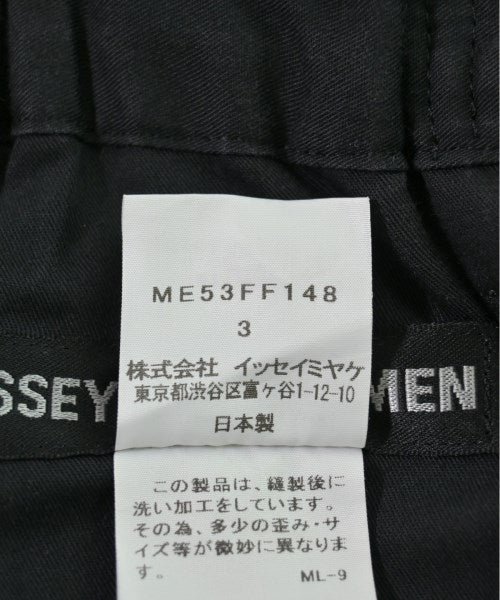 ME53FF148
3
株式会社 イッセイミヤケ
東京都渋谷区富ヶ谷1-12-10
日本製
SSEY MEN
この製品は、縫製後に
洗い加工をしています。
その為、多少の歪み・サ
イズ等が微妙に異なりま
す。
ML-9